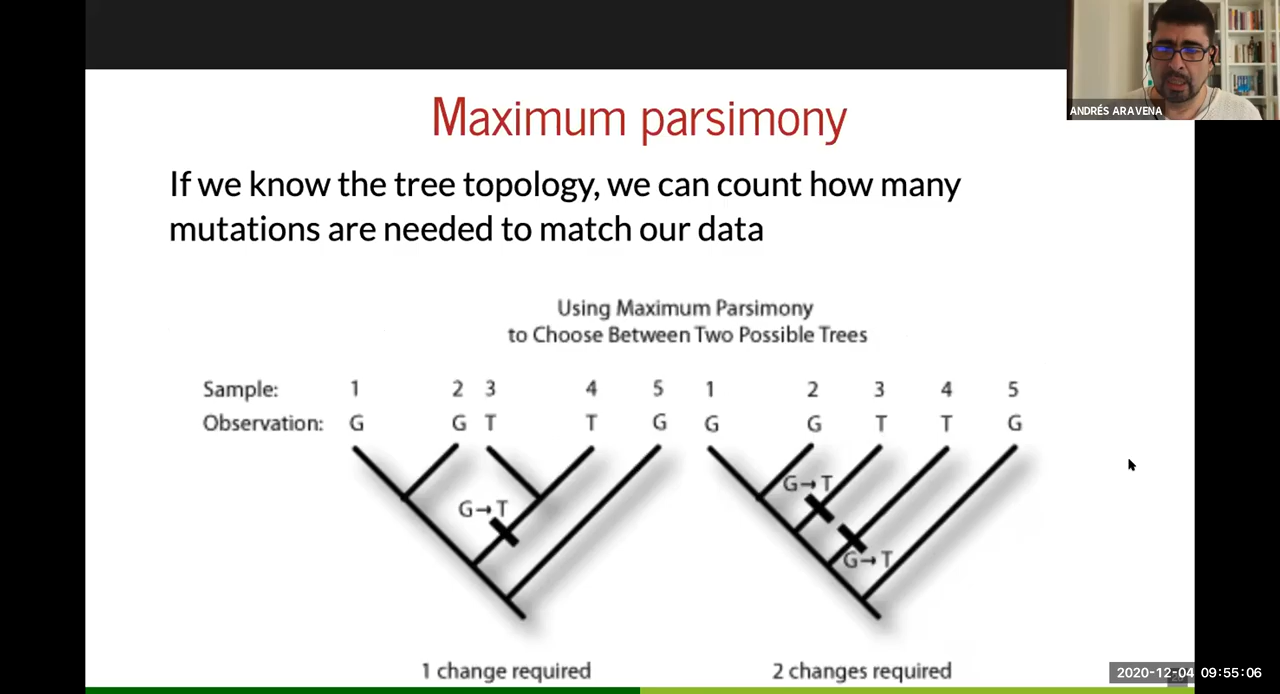 ANDRÉS ARAVENA
Maximum parsimony
If we know the tree topology, we can count how many
mutations are needed to match our data
Using Maximum Parsimony
to Choose Between Two Possible Trees
Sample: 1 2 3 4 5 1 2 3 4 5
Observation: G G T T G G G T T G
G→T
G→T
G→T
1 change required
2 changes required
2020-12-04 09:55:06